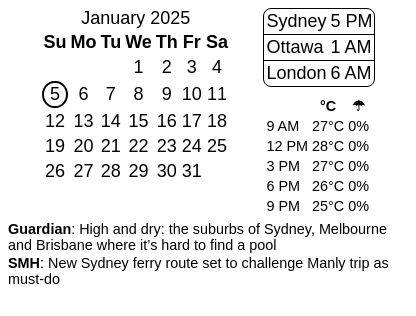 January 2025
Su Mo Tu We Th Fr Sa
1 2 3 4
5 6 7 8 9 10 11
12 13 14 15 16 17 18
19 20 21 22 23 24 25
26 27 28 29 30 31
Sydney 5 PM
Ottawa 1 AM
London 6 AM
°C ☂
9 AM 27°C 0%
12 PM 28°C 0%
3 PM 27°C 0%
6 PM 26°C 0%
9 PM 25°C 0%
Guardian: High and dry: the suburbs of Sydney, Melbourne
and Brisbane where it’s hard to find a pool
SMH: New Sydney ferry route set to challenge Manly trip as
must-do